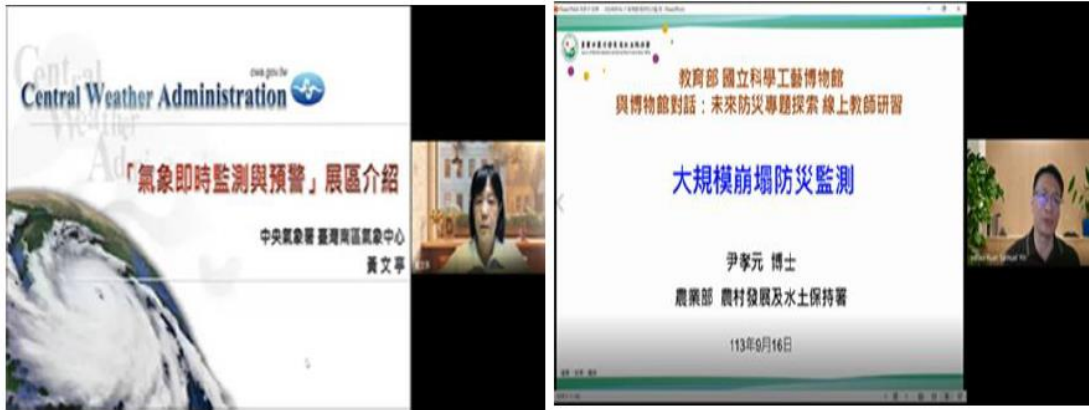 cwa.gov.tw
Central Weather Administration
「氣象即時監測與預警」展區介紹
中央氣象署 臺灣南區氣象中心
黃文亭
教育部 國立科學工藝博物館
與博物館對話：未來防災專題探索 線上教師研習
大規模崩塌防災監測
尹孝元 博士
農業部 農村發展及水土保持署
113年9月16日